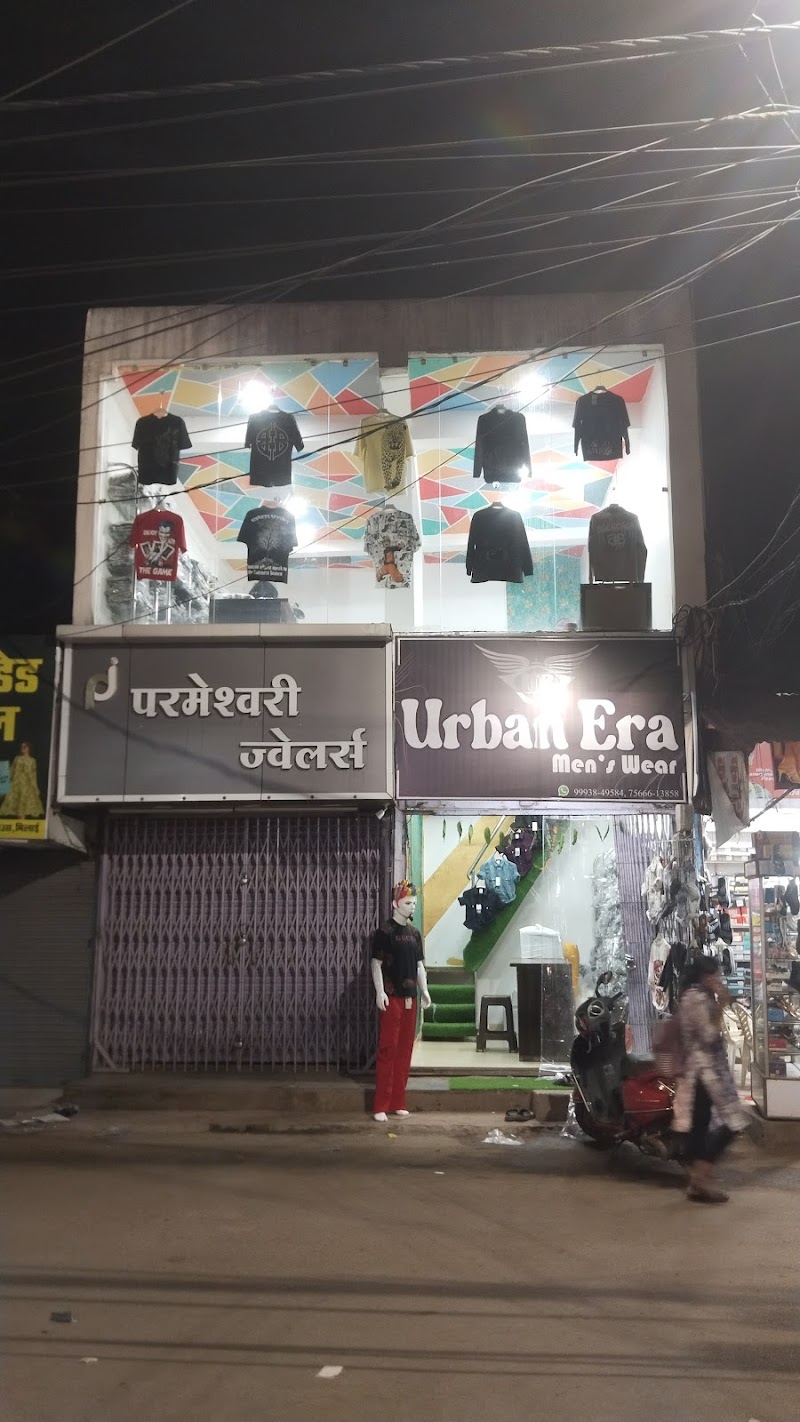 परमेश्वरी
ज्वेलर्स
Urban Era
Men's Wear
99938-49584, 75666-13858
THE GAME